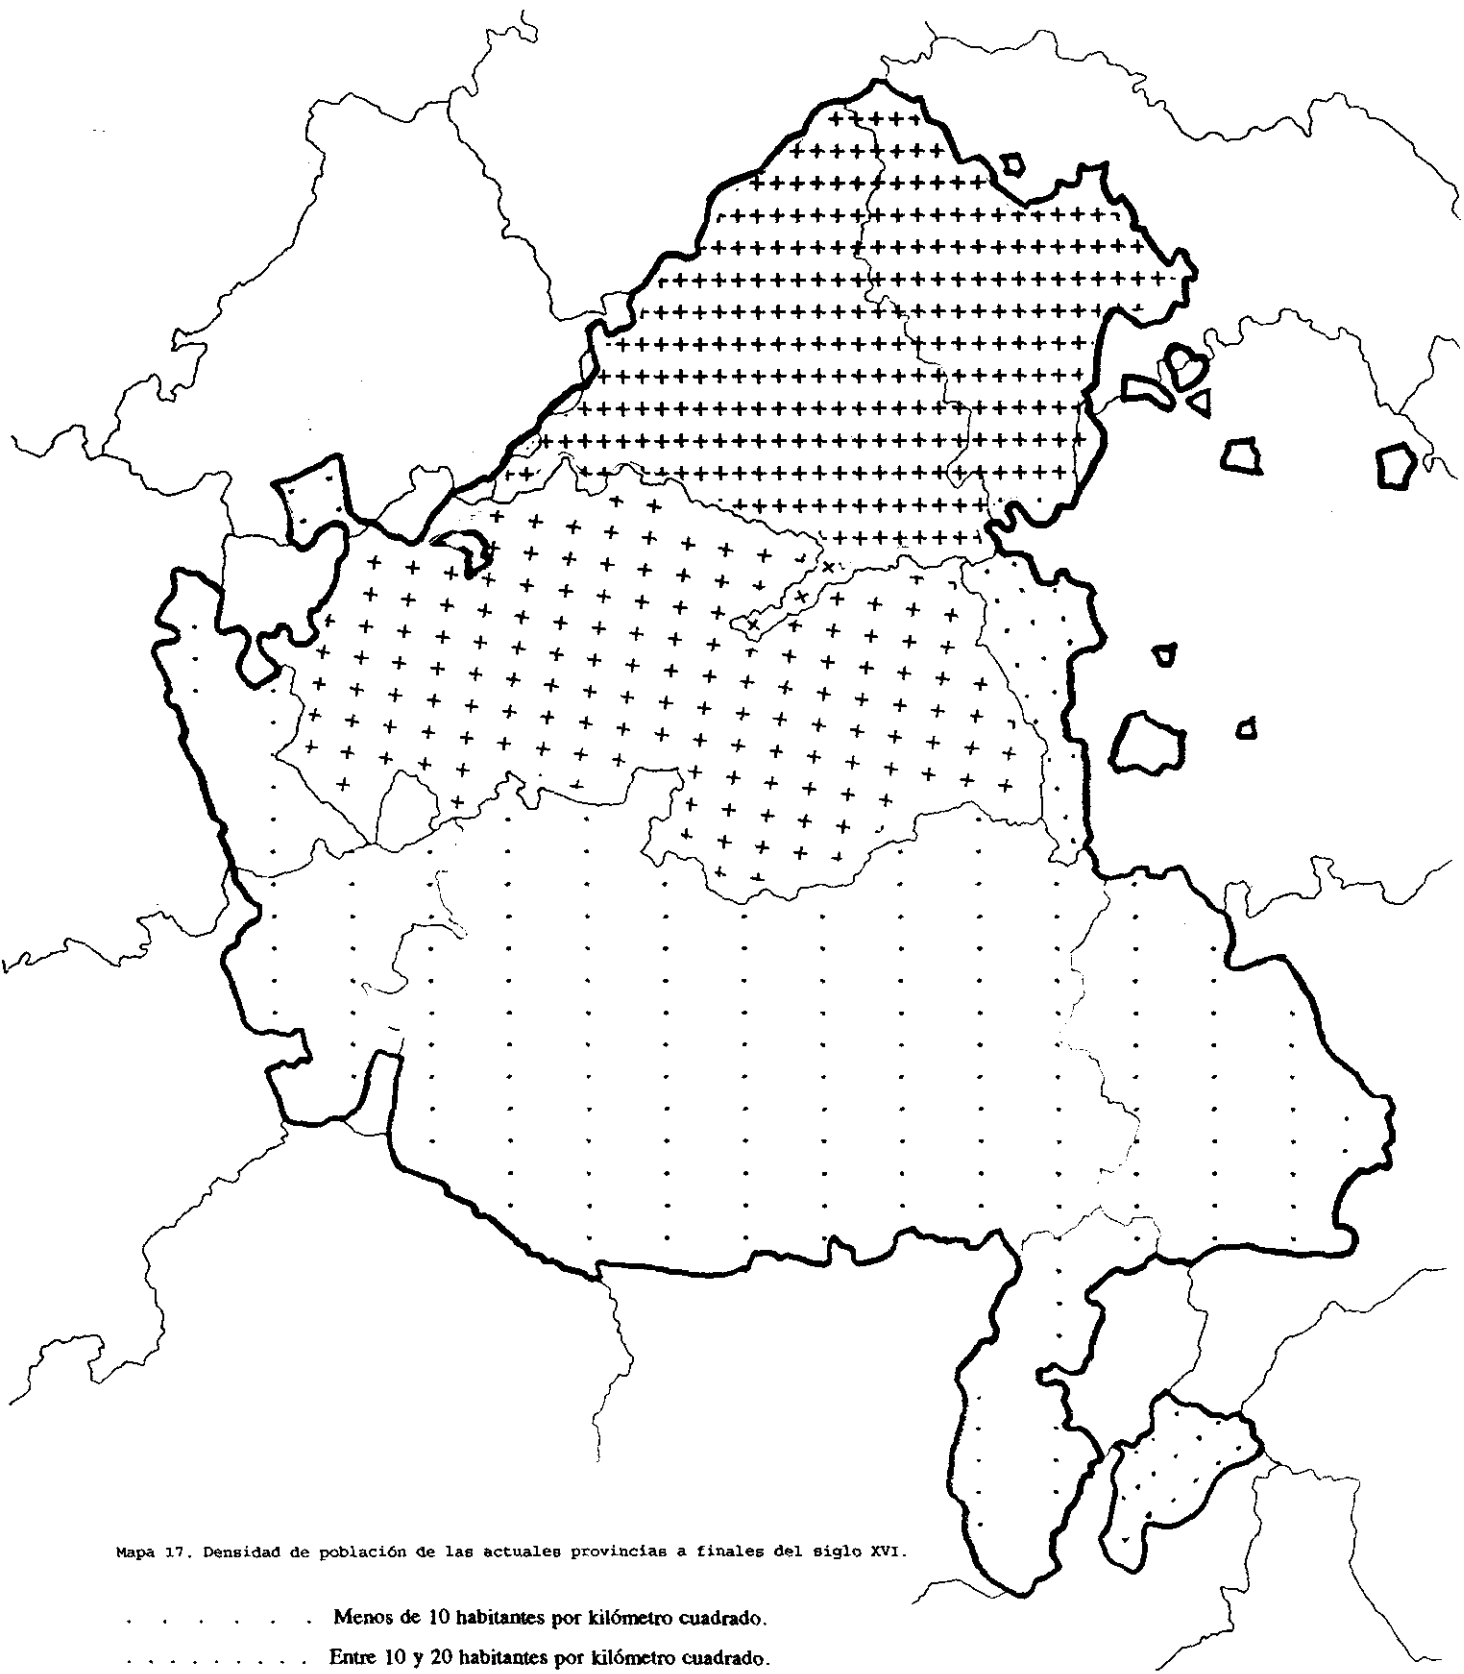 Mapa 17. Densidad de población de las actuales provincias a finales del siglo XVI.
. . . . . . Menos de 10 habitantes por kilómetro cuadrado.
. . . . . . . . . Entre 10 y 20 habitantes por kilómetro cuadrado.